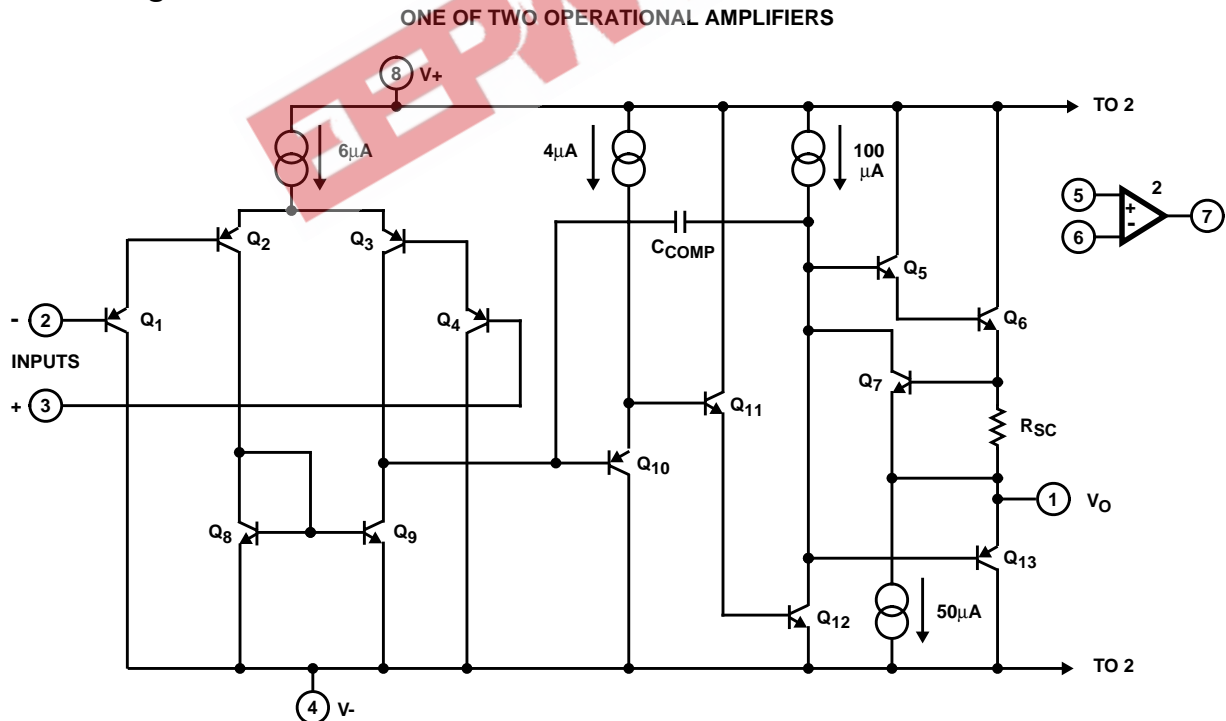 ONE OF TWO OPERATIONAL AMPLIFIERS
8 V+
TO 2
6μA
4μA
100
μA
2
5
+
-
6
7
Q2
Q3
CCOMP
Q5
- 2
Q1
Q4
Q6
INPUTS
+ 3
Q7
Q11
RSC
Q10
1 VO
Q8
Q9
Q13
Q12
50μA
TO 2
4 V-